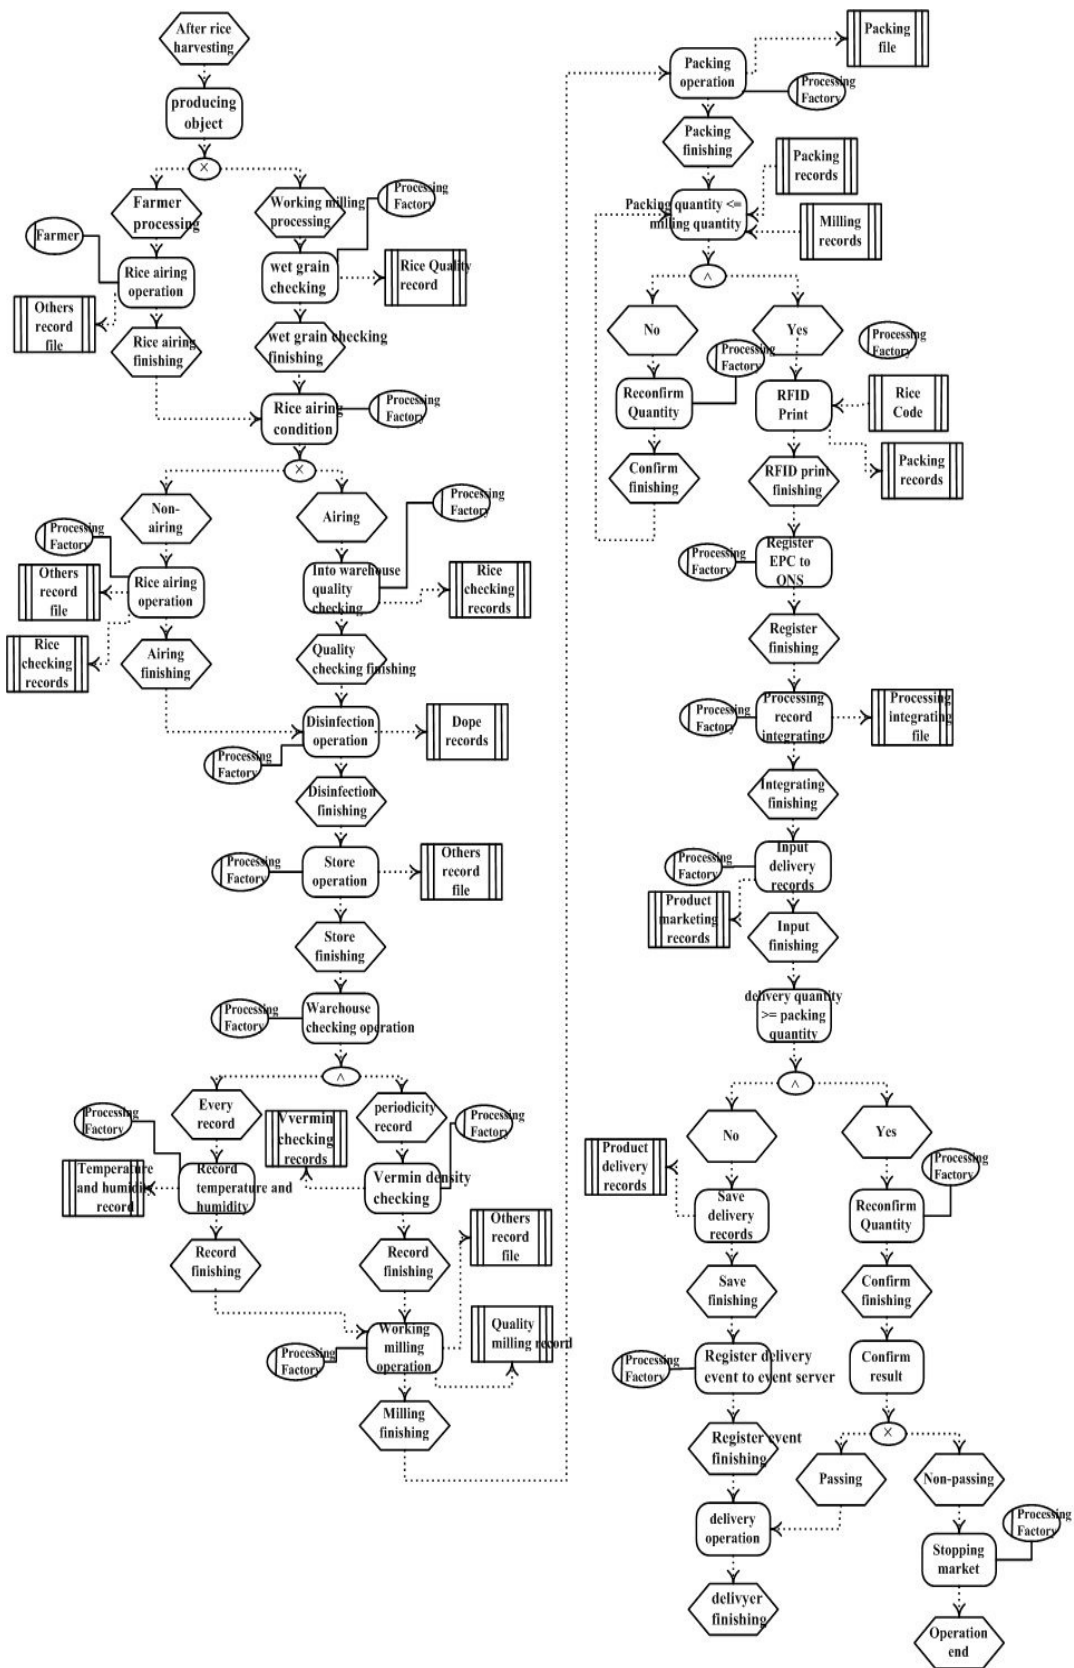 After rice
harvesting
producing
object
×
Farmer
processing
Working milling
processing
Processing
Factory
Farmer
Rice airing
operation
wet grain
checking
Rice Quality
record
Others
record
file
Rice airing
finishing
wet grain checking
finishing
Rice airing
condition
Processing
Factory
×
Non-
airing
Airing
Processing
Factory
Processing
Factory
Others
record
file
Rice airing
operation
Into warehouse
quality
checking
Rice
checking
records
Rice
checking
records
Airing
finishing
Quality
checking finishing
Disinfection
operation
Dope
records
Processing
Factory
Disinfection
finishing
Processing
Factory
Store
operation
Others
record
file
Store
finishing
Processing
Factory
Warehouse
checking operation
^
Processing
Factory
Every
record
Vvermin
checking
records
periodicity
record
Processing
Factory
Temperature
and humidity
record
Record
temperature and
humidity
Vermin density
checking
Record
finishing
Record
finishing
Others
record
file
Processing
Factory
Working
milling
operation
Quality
milling record
Milling
finishing
Packing
operation
Packing
file
Processing
Factory
Packing
finishing
Packing
records
Packing quantity <=
milling quantity
Milling
records
^
No
Yes
Processing
Factory
Processing
Factory
Reconfirm
Quantity
RFID
Print
Rice
Code
Confirm
finishing
RFID print
finishing
Packing
records
Processing
Factory
Register
EPC to
ONS
Register
finishing
Processing
Factory
Processing
record
integrating
Processing
integrating
file
Integrating
finishing
Processing
Factory
Input
delivery
records
Product
marketing
records
Input
finishing
delivery quantity
>= packing
quantity
^
No
Yes
Product
delivery
records
Processing
Factory
Save
delivery
records
Reconfirm
Quantity
Save
finishing
Confirm
finishing
Processing
Factory
Register delivery
event to event server
Confirm
result
×
Register event
finishing
Passing
Non-passing
delivery
operation
Processing
Factory
Stopping
market
delivyer
finishing
Operation
end